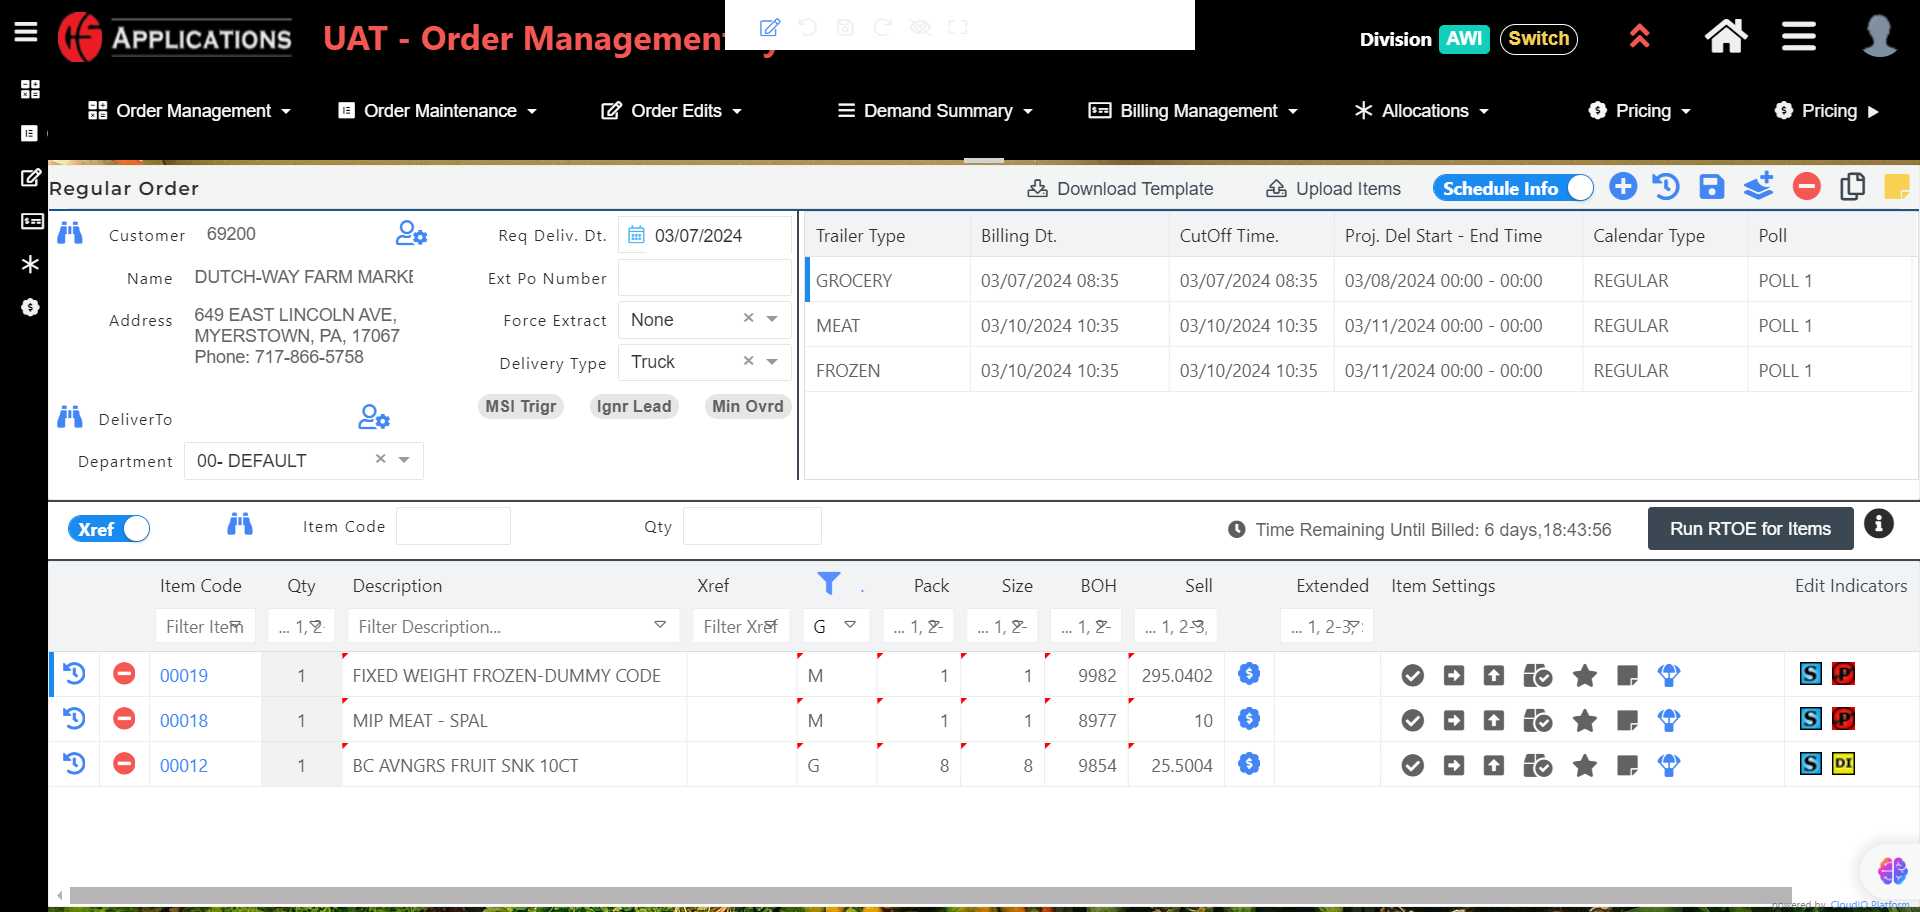 APPLICATIONS
UAT - Order Management
Division AWI Switch
Order Management
Order Maintenance
Order Edits
Demand Summary
Billing Management
Allocations
Pricing
Pricing
Regular Order
Download Template
Upload Items
Schedule Info
Customer 69200
Name DUTCH-WAY FARM MARKE
Address 649 EAST LINCOLN AVE,
MYERSTOWN, PA, 17067
Phone: 717-866-5758
DeliverTo
Department 00- DEFAULT
Req Deliv. Dt. 03/07/2024
Ext Po Number
Force Extract None
Delivery Type Truck
MSI Trigr Ignr Lead Min Ovrd
Trailer Type Billing Dt. CutOff Time. Proj. Del Start - End Time Calendar Type Poll
GROCERY 03/07/2024 08:35 03/07/2024 08:35 03/08/2024 00:00 - 00:00 REGULAR POLL 1
MEAT 03/10/2024 10:35 03/10/2024 10:35 03/11/2024 00:00 - 00:00 REGULAR POLL 1
FROZEN 03/10/2024 10:35 03/10/2024 10:35 03/11/2024 00:00 - 00:00 REGULAR POLL 1
Xref Item Code Qty Time Remaining Until Billed: 6 days,18:43:56 Run RTOE for Items
Item Code Qty Description Xref . Pack Size BOH Sell Extended Item Settings Edit Indicators
Filter Item ... 1, 2- Filter Description... Filter Xref G ... 1, 2- ... 1, 2- ... 1, 2- ... 1, 2-3, ... 1, 2-3,
00019 1 FIXED WEIGHT FROZEN-DUMMY CODE M 1 1 9982 295.0402 S P
00018 1 MIP MEAT - SPAL M 1 1 8977 10 S P
00012 1 BC AVNGRS FRUIT SNK 10CT G 8 8 9854 25.5004 S DI
powered by CloudIO Platform